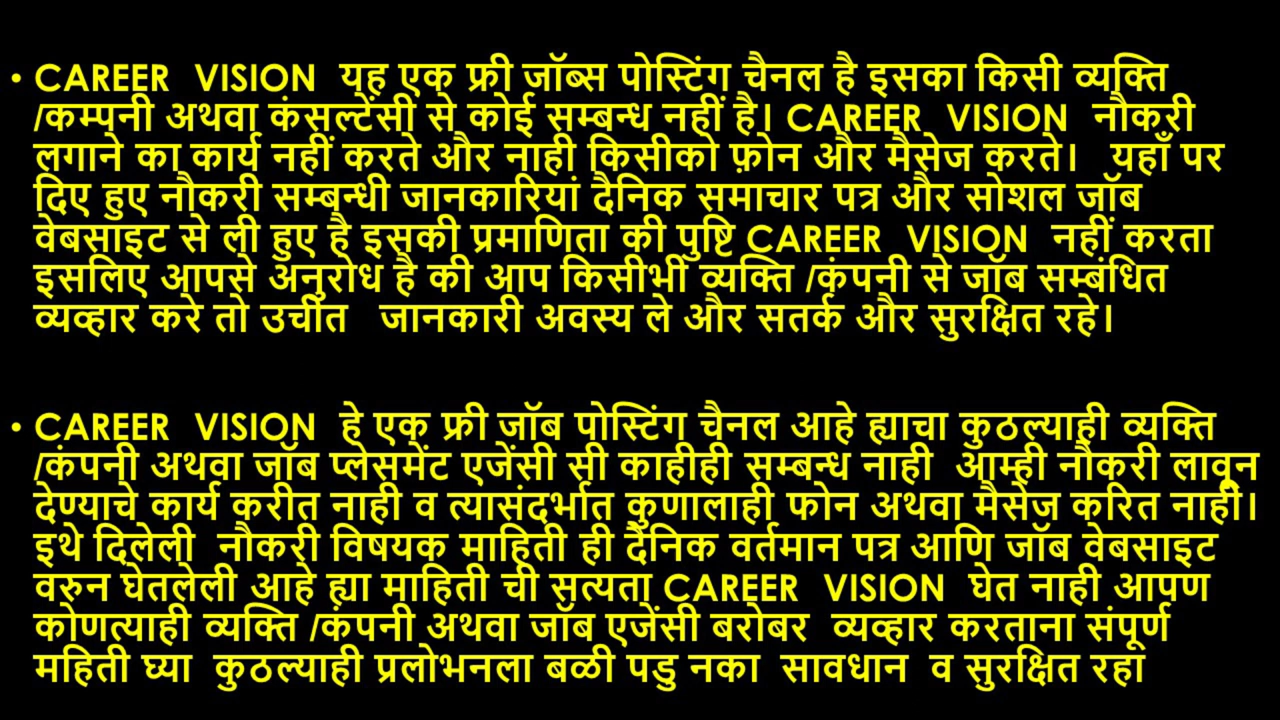 • CAREER VISION यह एक फ्री जॉब्स पोस्टिंग चैनल है इसका किसी व्यक्ति
/कम्पनी अथवा कंसल्टेंसी से कोई सम्बन्ध नहीं है। CAREER VISION नौकरी
लगाने का कार्य नहीं करते और नाही किसीको फ़ोन और मैसेज करते। यहाँ पर
दिए हुए नौकरी सम्बन्धी जानकारियां दैनिक समाचार पत्र और सोशल जॉब
वेबसाइट से ली हुए है इसकी प्रमाणिता की पुष्टि CAREER VISION नहीं करता
इसलिए आपसे अनुरोध है की आप किसीभी व्यक्ति /कंपनी से जॉब सम्बंधित
व्यव्हार करे तो उचीत जानकारी अवस्य ले और सतर्क और सुरक्षित रहे।
• CAREER VISION हे एक फ्री जॉब पोस्टिंग चैनल आहे ह्याचा कुठल्याही व्यक्ति
/कंपनी अथवा जॉब प्लेसमेंट एजेंसी सी काहीही सम्बन्ध नाही आम्ही नौकरी लावून
देण्याचे कार्य करीत नाही व त्यासंदर्भात कुणालाही फोन अथवा मैसेज करित नाही।
इथे दिलेली नौकरी विषयक माहिती ही दैनिक वर्तमान पत्र आणि जॉब वेबसाइट
वरुन घेतलेली आहे ह्या माहिती ची सत्यता CAREER VISION घेत नाही आपण
कोणत्याही व्यक्ति /कंपनी अथवा जॉब एजेंसी बरोबर व्यव्हार करताना संपूर्ण
महिती घ्या कुठल्याही प्रलोभनला बळी पडु नका सावधान व सुरक्षित रहा